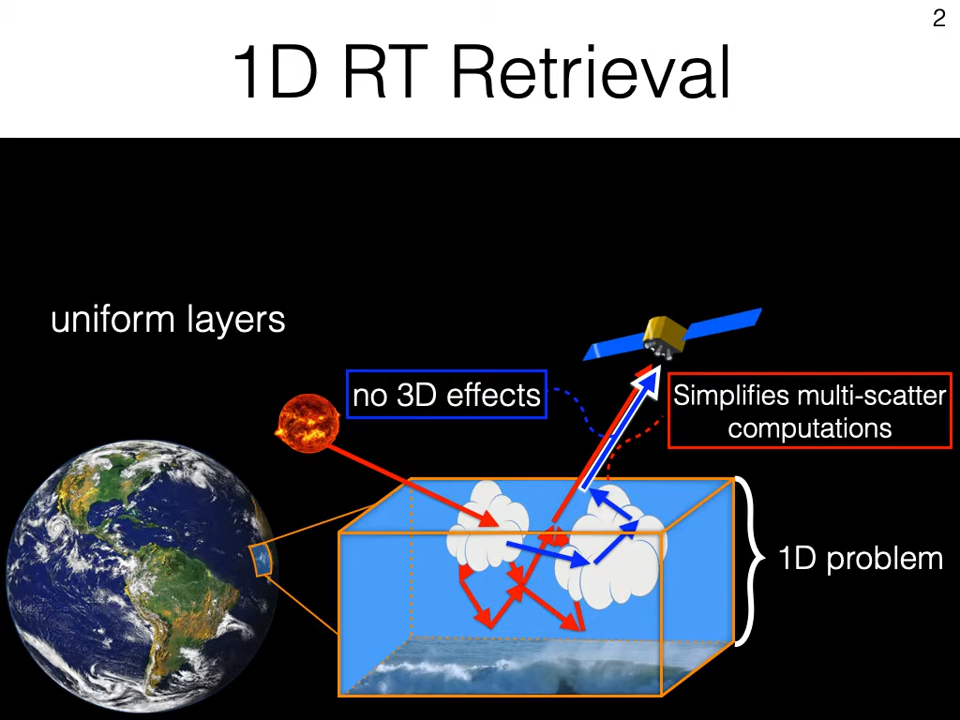 2
1D RT Retrieval
uniform layers
no 3D effects
Simplifies multi-scatter
computations
1D problem